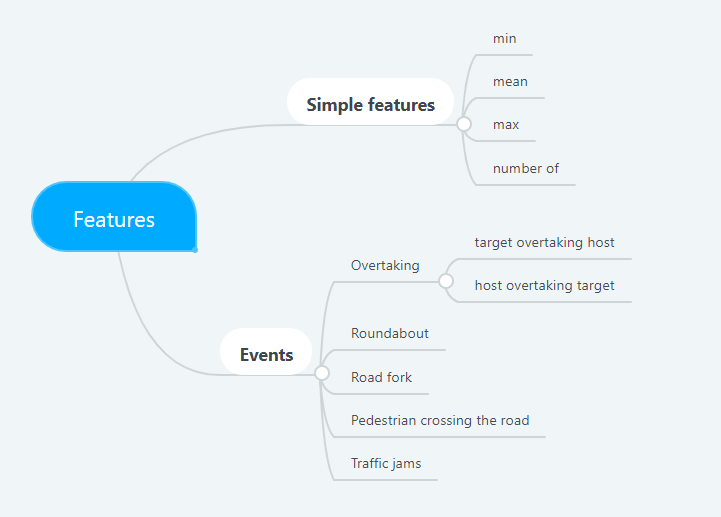 Features
Simple features
min
mean
max
number of
Events
Overtaking
target overtaking host
host overtaking target
Roundabout
Road fork
Pedestrian crossing the road
Traffic jams